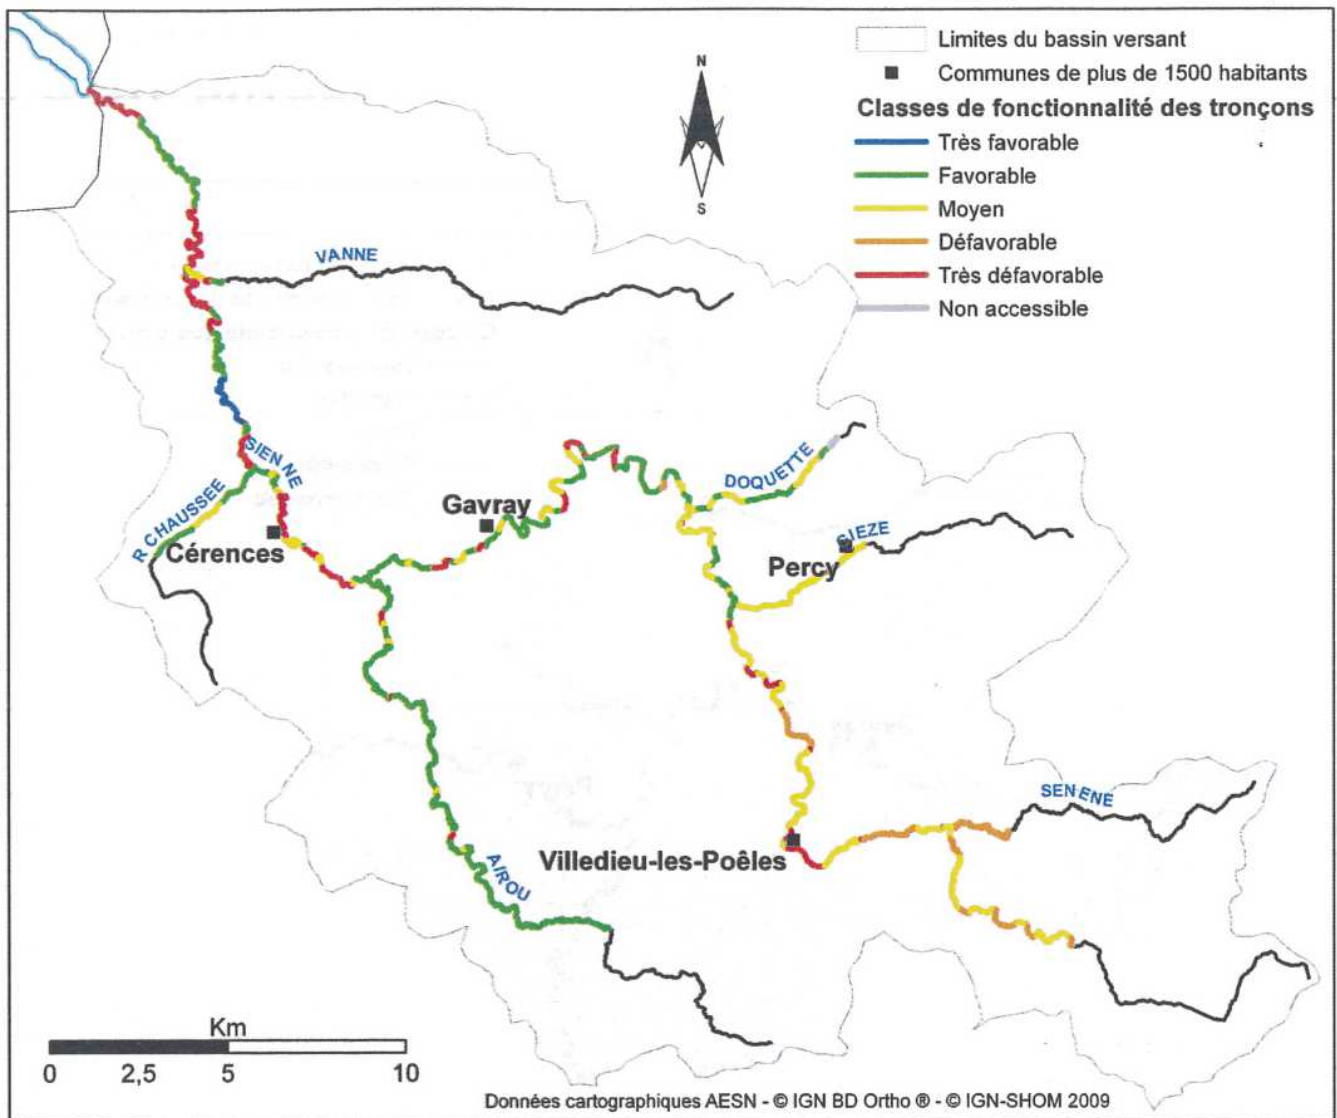 Limites du bassin versant
Communes de plus de 1500 habitants
Classes de fonctionnalité des tronçons
Très favorable
Favorable
Moyen
Défavorable
Très défavorable
Non accessible
N
S
VANNE
SIENNE
R CHAUSSEE
Cérences
Gavray
DOQUETTE
SIEZE
Percy
SENENE
Villedieu-les-Poêles
AIROU
Km
0 2,5 5 10
Données cartographiques AESN - © IGN BD Ortho ® - © IGN-SHOM 2009